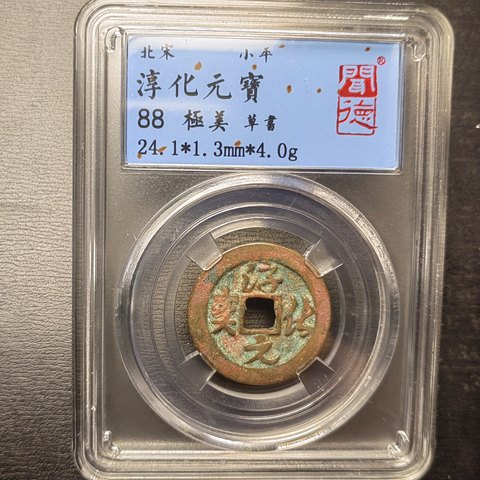 北宋 小平
淳化元寶
88 極美 草書
24.1*1.3mm*4.0g
聞德
®